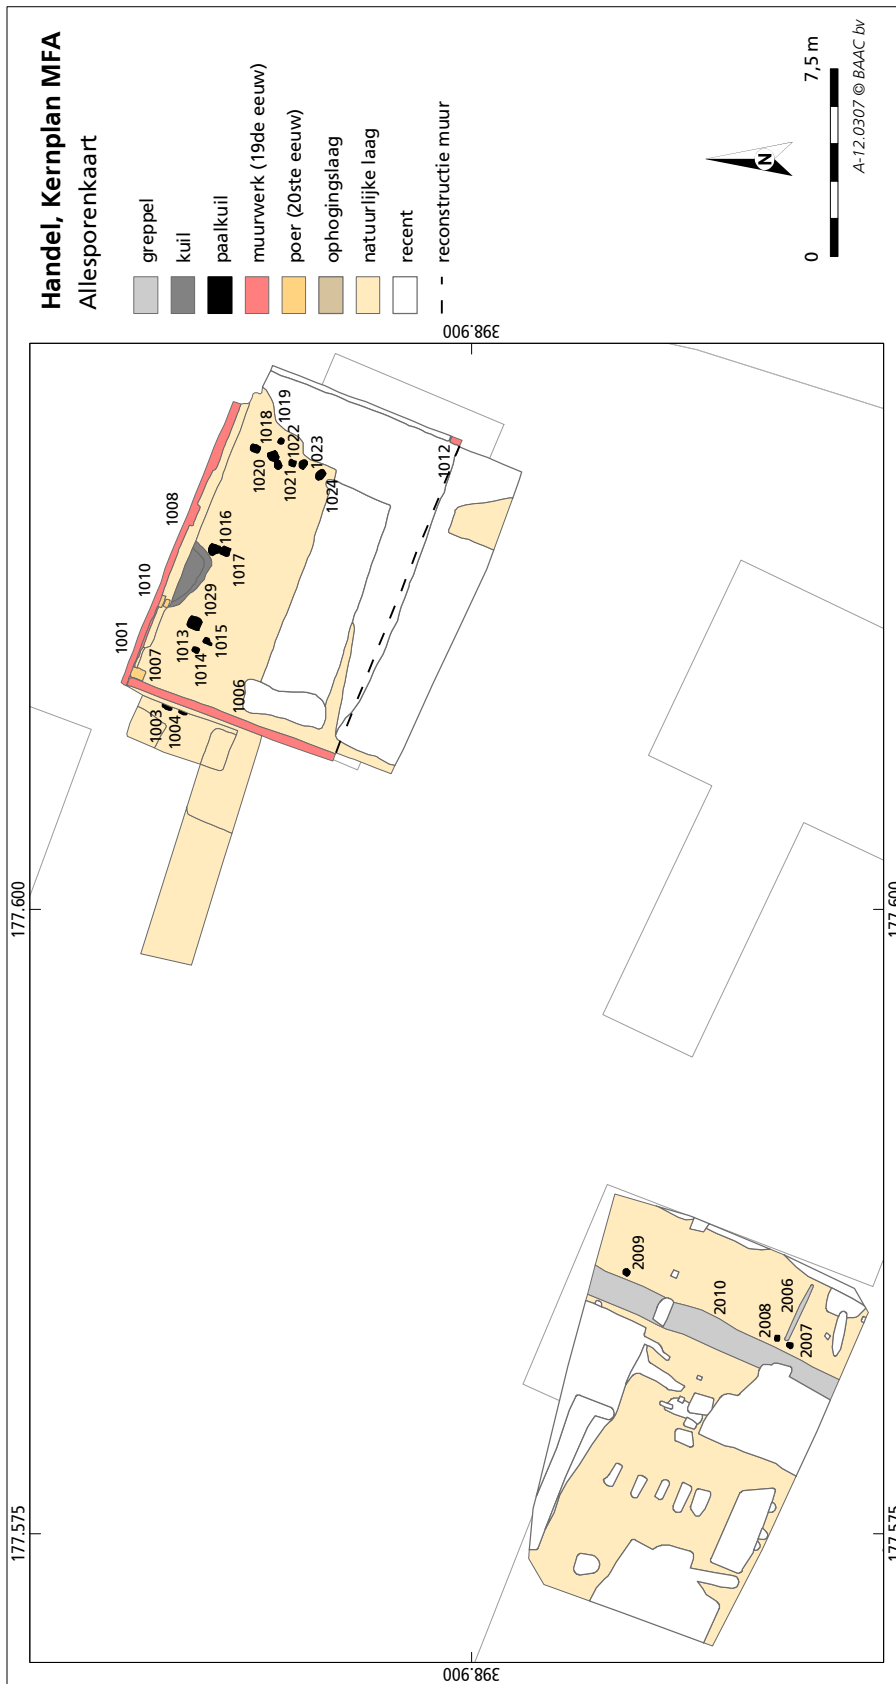 Handel, Kernplan MFA
Allesporenkaart
greppel
kuil
paalkuil
muurwerk (19de eeuw)
poer (20ste eeuw)
ophogingslaag
natuurlijke laag
recent
reconstructie muur
N
0 7,5 m
A-12.0307 © BAAC bv
177.575
177.600
398.900
398.900
177.575
177.600
1001
1010
1008
1007
1003
1004
1006
1013
1014
1015
1029
1016
1017
1018
1019
1020
1021
1022
1023
1024
1012
2009
2010
2008
2006
2007